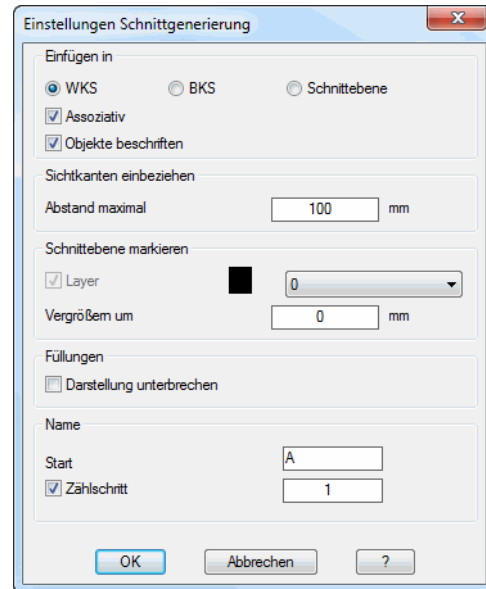 Einstellungen Schnittgenerierung
Einfügen in
WKS BKS Schnittebene
Assoziativ
Objekte beschriften
Sichtkanten einbeziehen
Abstand maximal 100 mm
Schnittebene markieren
Layer 0
Vergrößern um 0 mm
Füllungen
Darstellung unterbrechen
Name
Start A
Zählschritt 1
OK Abbrechen ?